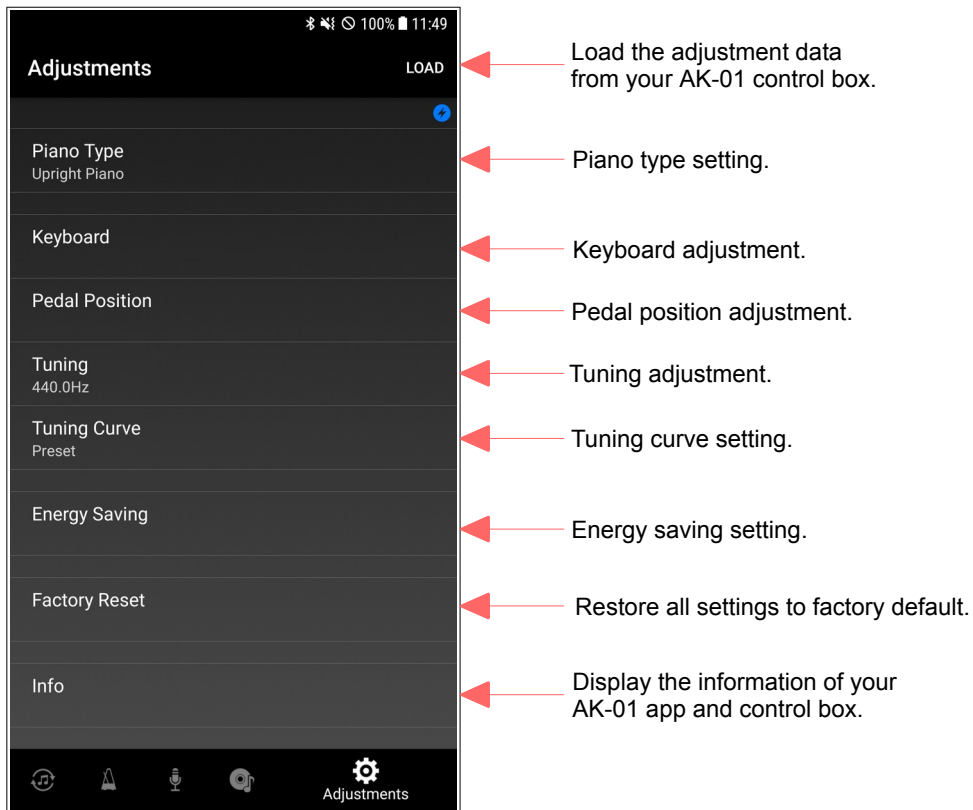 100% 11:49
Adjustments
LOAD
Load the adjustment data
from your AK-01 control box.
Piano Type
Upright Piano
Piano type setting.
Keyboard
Keyboard adjustment.
Pedal Position
Pedal position adjustment.
Tuning
440.0Hz
Tuning adjustment.
Tuning Curve
Preset
Tuning curve setting.
Energy Saving
Energy saving setting.
Factory Reset
Restore all settings to factory default.
Info
Display the information of your
AK-01 app and control box.
Adjustments